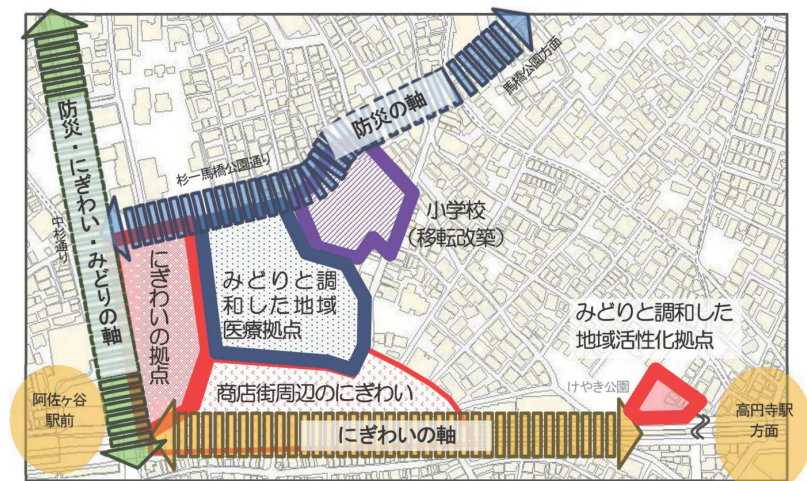 馬橋公園方面
防災の軸
防災・にぎわい・みどりの軸
中杉通り
杉一馬橋公園通り
小学校
（移転改築）
にぎわいの拠点
みどりと調
和した地域
医療拠点
みどりと調和した
地域活性化拠点
商店街周辺のにぎわい
けやき公園
阿佐ヶ谷
駅前
にぎわいの軸
高円寺駅
方面